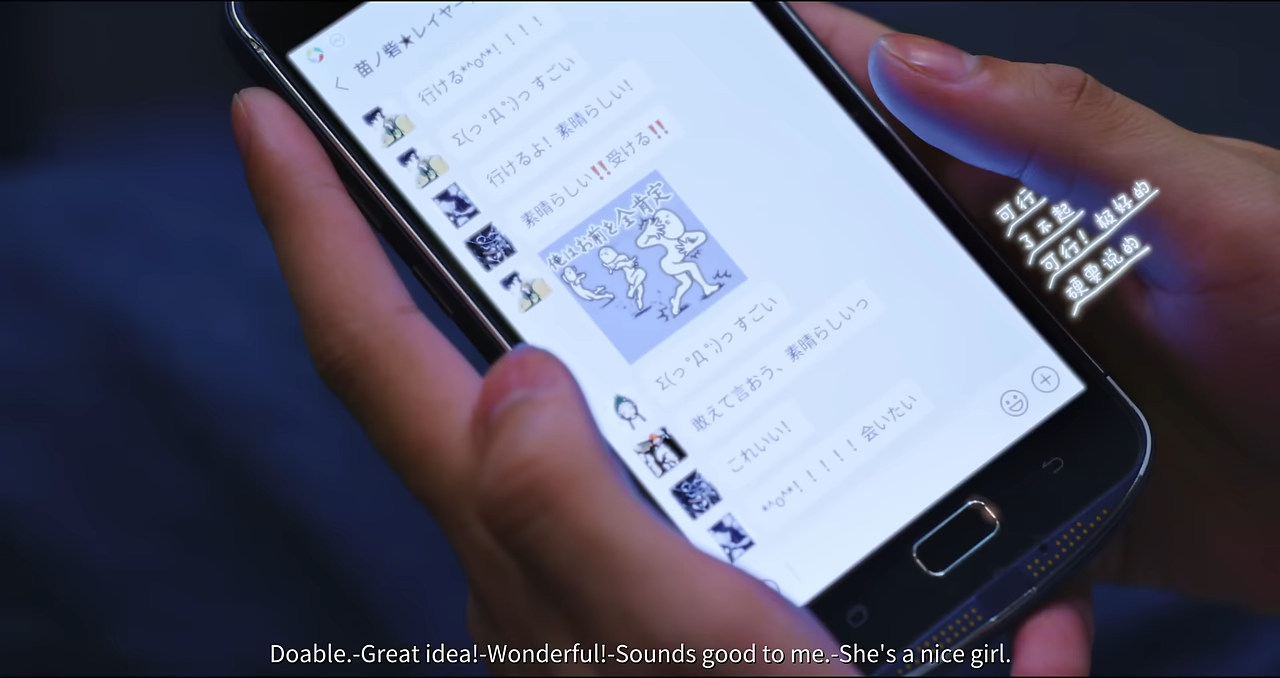 苗ノ砦★レイヤー
行ける*^o^*！！！！
Σ(っ°Д°;)っ すごい
行けるよ！素晴らしい!
素晴らしい‼受ける‼
俺はお前を全肯定
Σ(っ°Д°;)っ すごい
敢えて言おう、素晴らしいっ
これいい!
*^o^*！！！！！会いたい
可行
了不起
可行！极好的
硬要说的
Doable.-Great idea!-Wonderful!-Sounds good to me.-She's a nice girl.